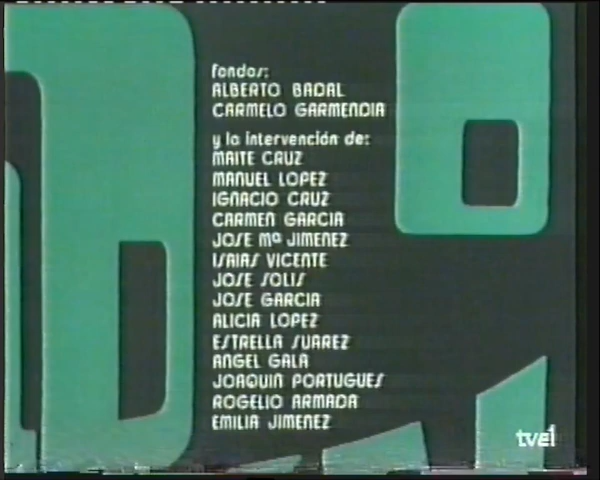 fondos:
ALBERTO BADAL
CARMELO GARMENDIA
y la intervención de:
MAITE CRUZ
MANUEL LOPEZ
IGNACIO CRUZ
CARMEN GARCIA
JOSE Mª JIMENEZ
ISAIAS VICENTE
JOSE SOLIS
JOSE GARCIA
ALICIA LOPEZ
ESTRELLA SUAREZ
ANGEL GALA
JOAQUIN PORTUGUES
ROGELIO ARMADA
EMILIA JIMENEZ
tve1